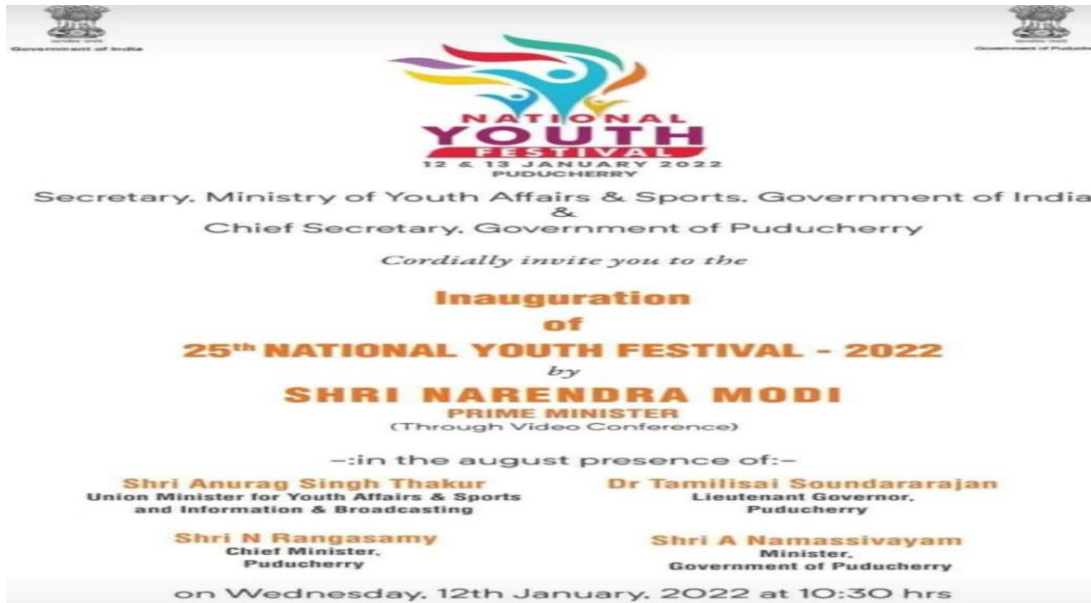 Government of India
Government of Puducherry
NATIONAL
YOUTH
FESTIVAL
12 & 13 JANUARY 2022
PUDUCHERRY
Secretary, Ministry of Youth Affairs & Sports, Government of India
&
Chief Secretary, Government of Puducherry
Cordially invite you to the
Inauguration
of
25th NATIONAL YOUTH FESTIVAL - 2022
by
SHRI NARENDRA MODI
PRIME MINISTER
(Through Video Conference)
-:in the august presence of:-
Shri Anurag Singh Thakur
Union Minister for Youth Affairs & Sports
and Information & Broadcasting
Dr Tamilisai Soundararajan
Lieutenant Governor,
Puducherry
Shri N Rangasamy
Chief Minister,
Puducherry
Shri A Namassivayam
Minister,
Government of Puducherry
on Wednesday, 12th January, 2022 at 10:30 hrs